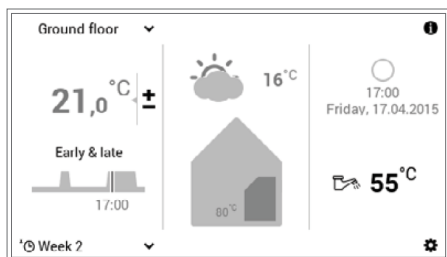 Ground floor
21,0°C ±
Early & late
17:00
Week 2
16°C
00°C
17:00
Friday, 17.04.2015
55°C